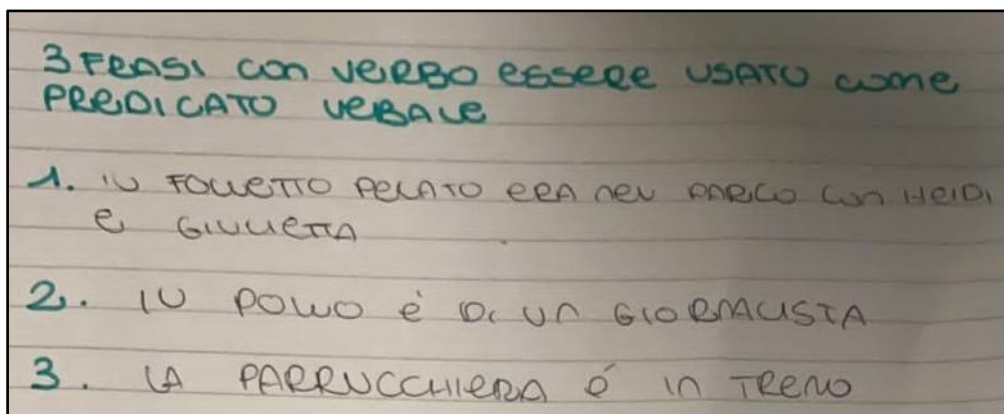 3 FRASI con VERBO esseRE USATO come
PREDICATO VERBALE
1. IL FOLLETTO PELATO ERA neL PARCO con HeIDI
e GIULIETTA
2. IL POLLO é DI Un GIORNALISTA
3. LA PARRUCCHIERA é in TRENO